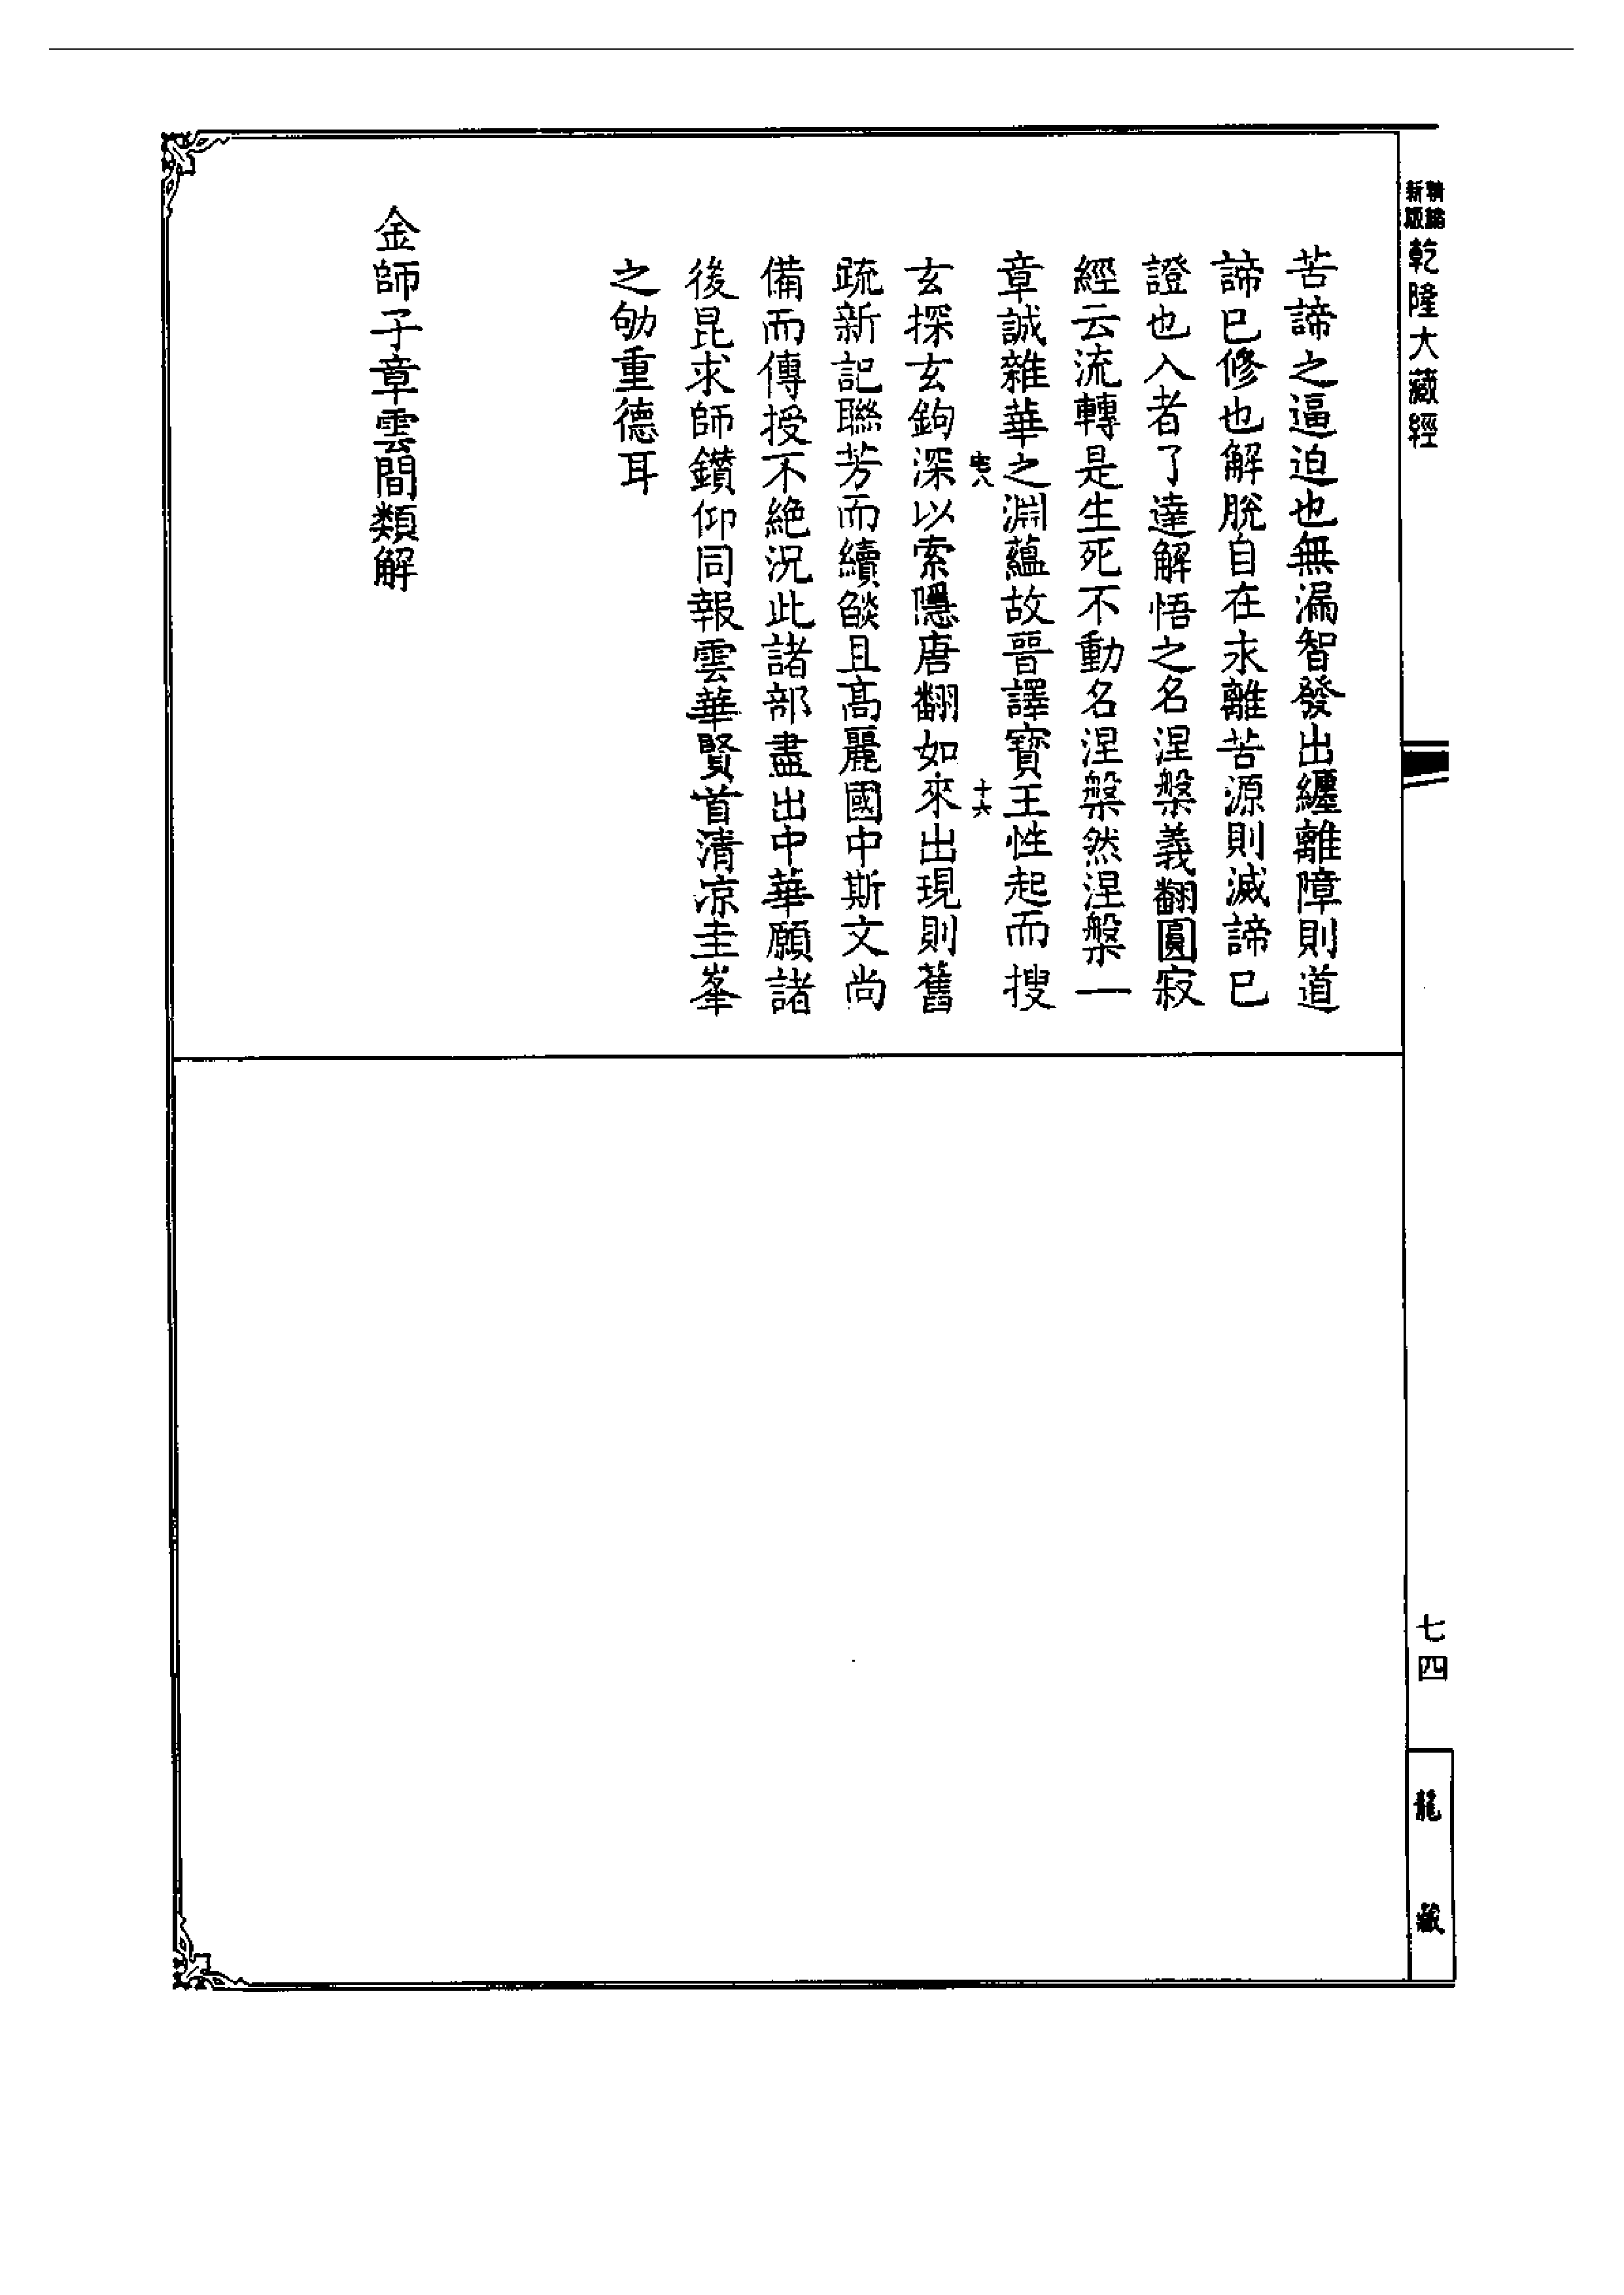 新編
縮版
乾隆大藏經
苦諦之逼迫也無漏智發出纏離障則道
諦已修也解脫自在永離苦源則滅諦已
證也入者了達解悟之名涅槃義翻圓寂
經云流轉是生死不動名涅槃然涅槃一
章誠雜華之淵蘊故晉譯寶王性起而搜
十六
玄探玄鉤深以索隱唐翻如來出現則舊
疏新記聯芳而續燄且高麗國中斯文尚
備而傳授不絕況此諸部盡出中華願諸
後昆求師鑽仰同報雲華賢首清涼圭峯
之劬重德耳
金師子章雲間類解
七四
龍藏